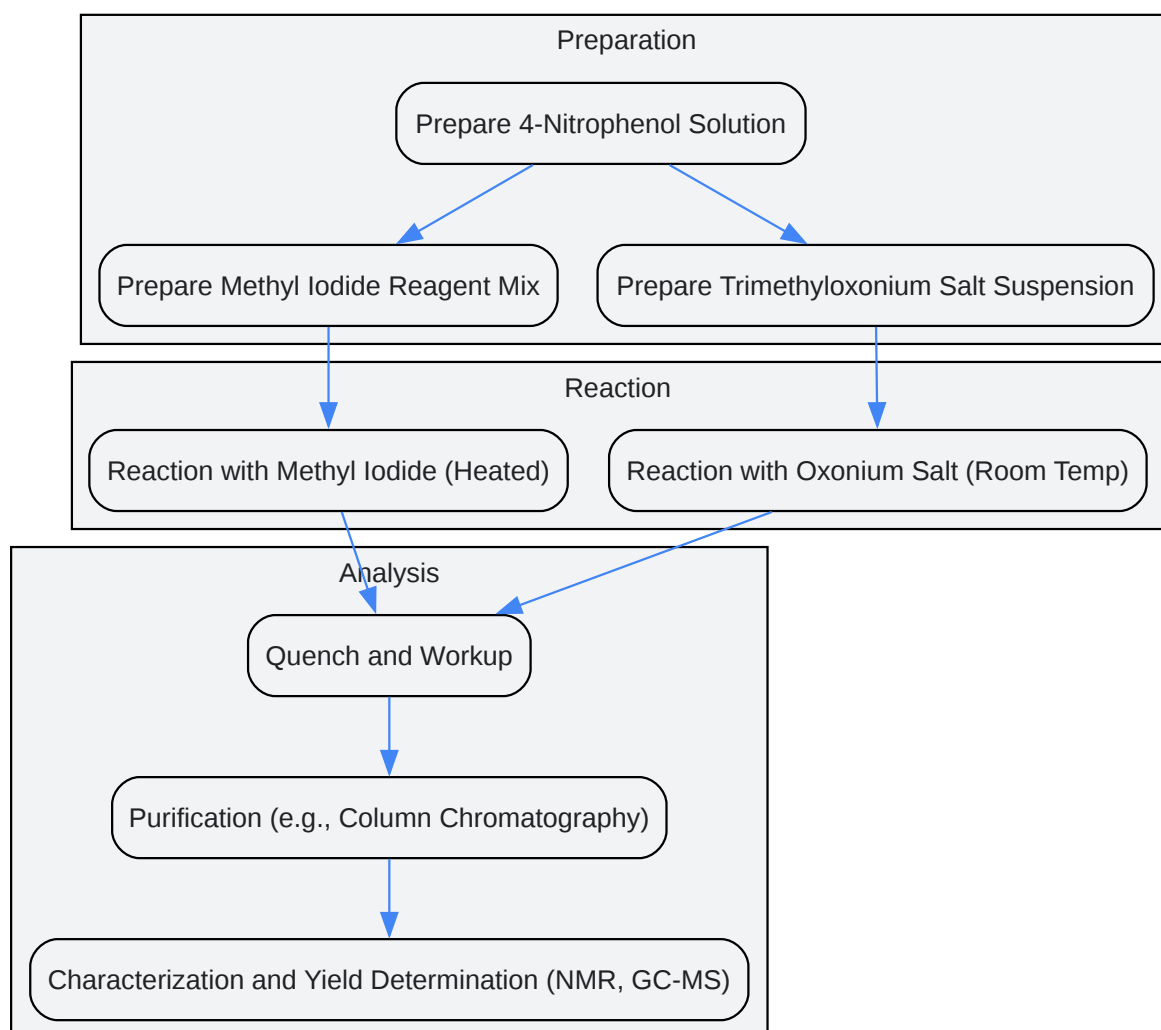 Preparation
Prepare 4-Nitrophenol Solution
Prepare Methyl Iodide Reagent Mix
Prepare Trimethyloxonium Salt Suspension
Reaction
Reaction with Methyl Iodide (Heated)
Reaction with Oxonium Salt (Room Temp)
Analysis
Quench and Workup
Purification (e.g., Column Chromatography)
Characterization and Yield Determination (NMR, GC-MS)